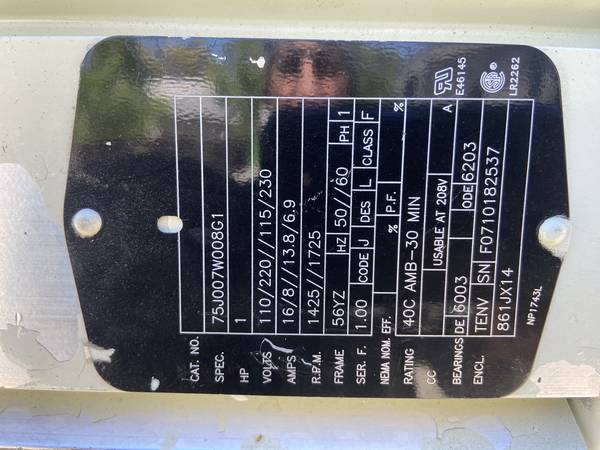 CAT. NO.
SPEC. 75J007W008G1
HP 1
VOLTS 110/220//115/230
AMPS 16/8//13.8/6.9
R.P.M. 1425//1725
FRAME 56YZ HZ 50//60 PH 1
SER. F. 1.00 CODE J DES L CLASS F
NEMA NOM. EFF. % P.F. %
RATING 40C AMB-30 MIN
CC USABLE AT 208V A
BEARINGS DE 6003 ODE 6203
ENCL. TENV SN F0710182537
861JX14
NP1743L
E46145
LR2262